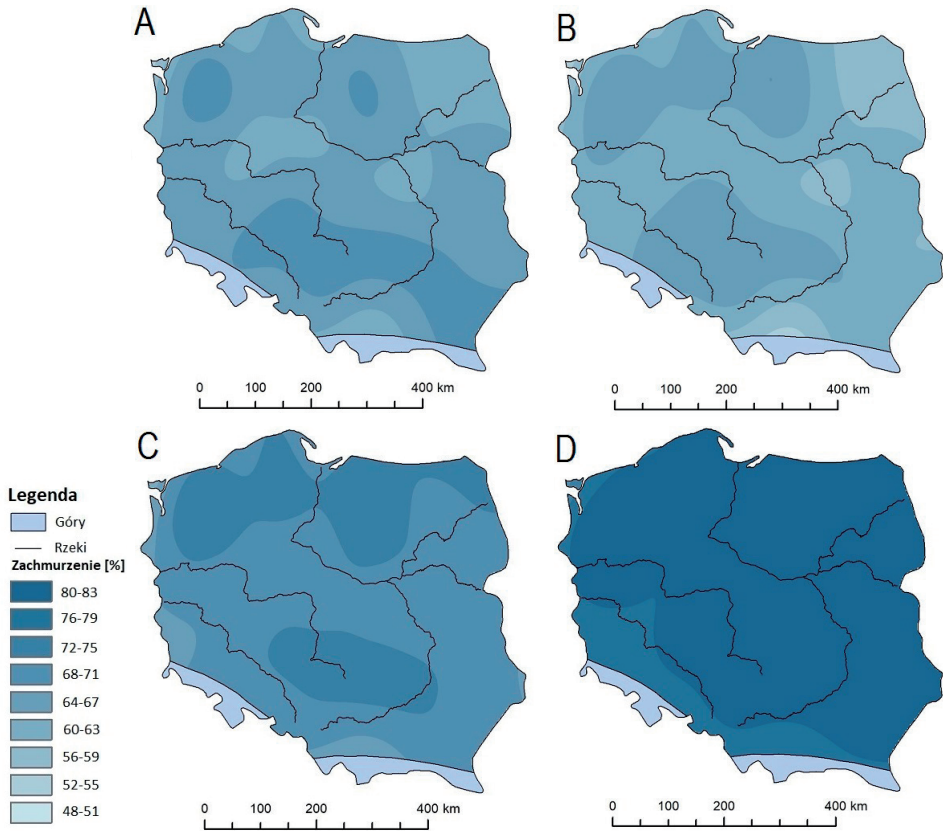 A
B
0 100 200 400 km
0 100 200 400 km
C
D
Legenda
Góry
Rzeki
Zachmurzenie [%]
80-83
76-79
72-75
68-71
64-67
60-63
56-59
52-55
48-51
0 100 200 400 km
0 100 200 400 km